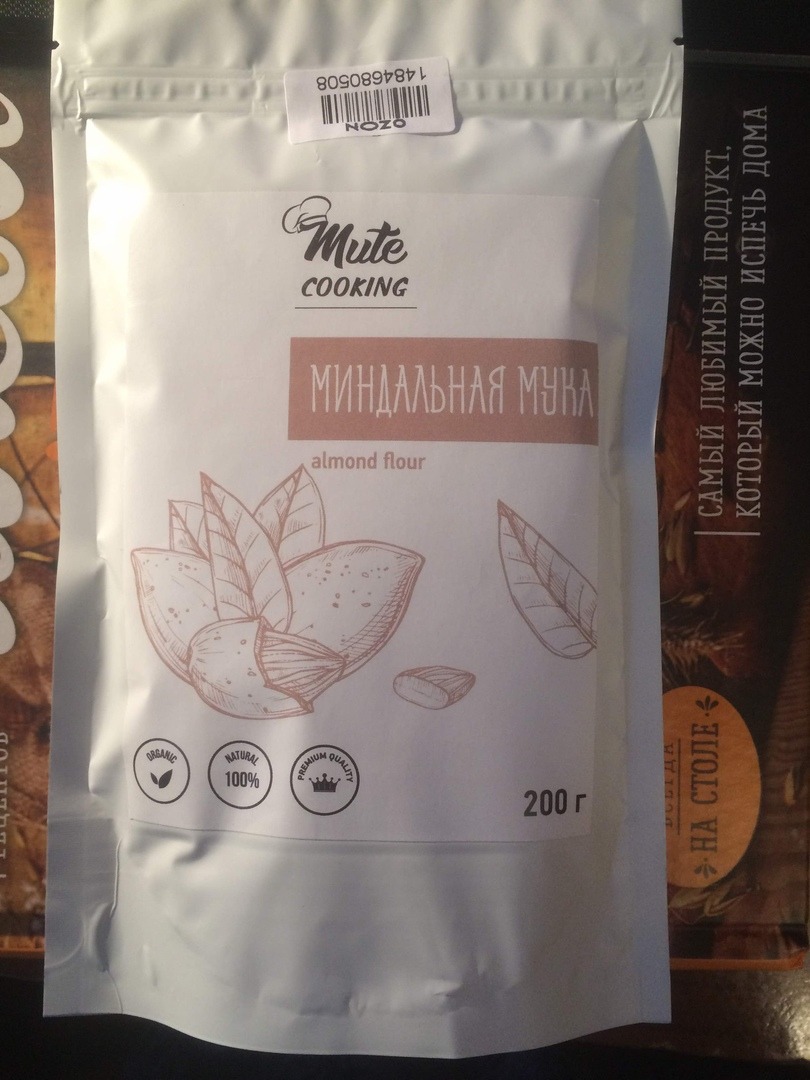 1484680508
OZON
Mute
COOKING
МИНДАЛЬНАЯ МУКА
almond flour
ORGANIC
NATURAL
100%
PREMIUM QUALITY
200 г
САМЫЙ ЛЮБИМЫЙ ПРОДУКТ,
КОТОРЫЙ МОЖНО ИСПЕЧЬ ДОМА
ВСЕГДА
НА СТОЛЕ